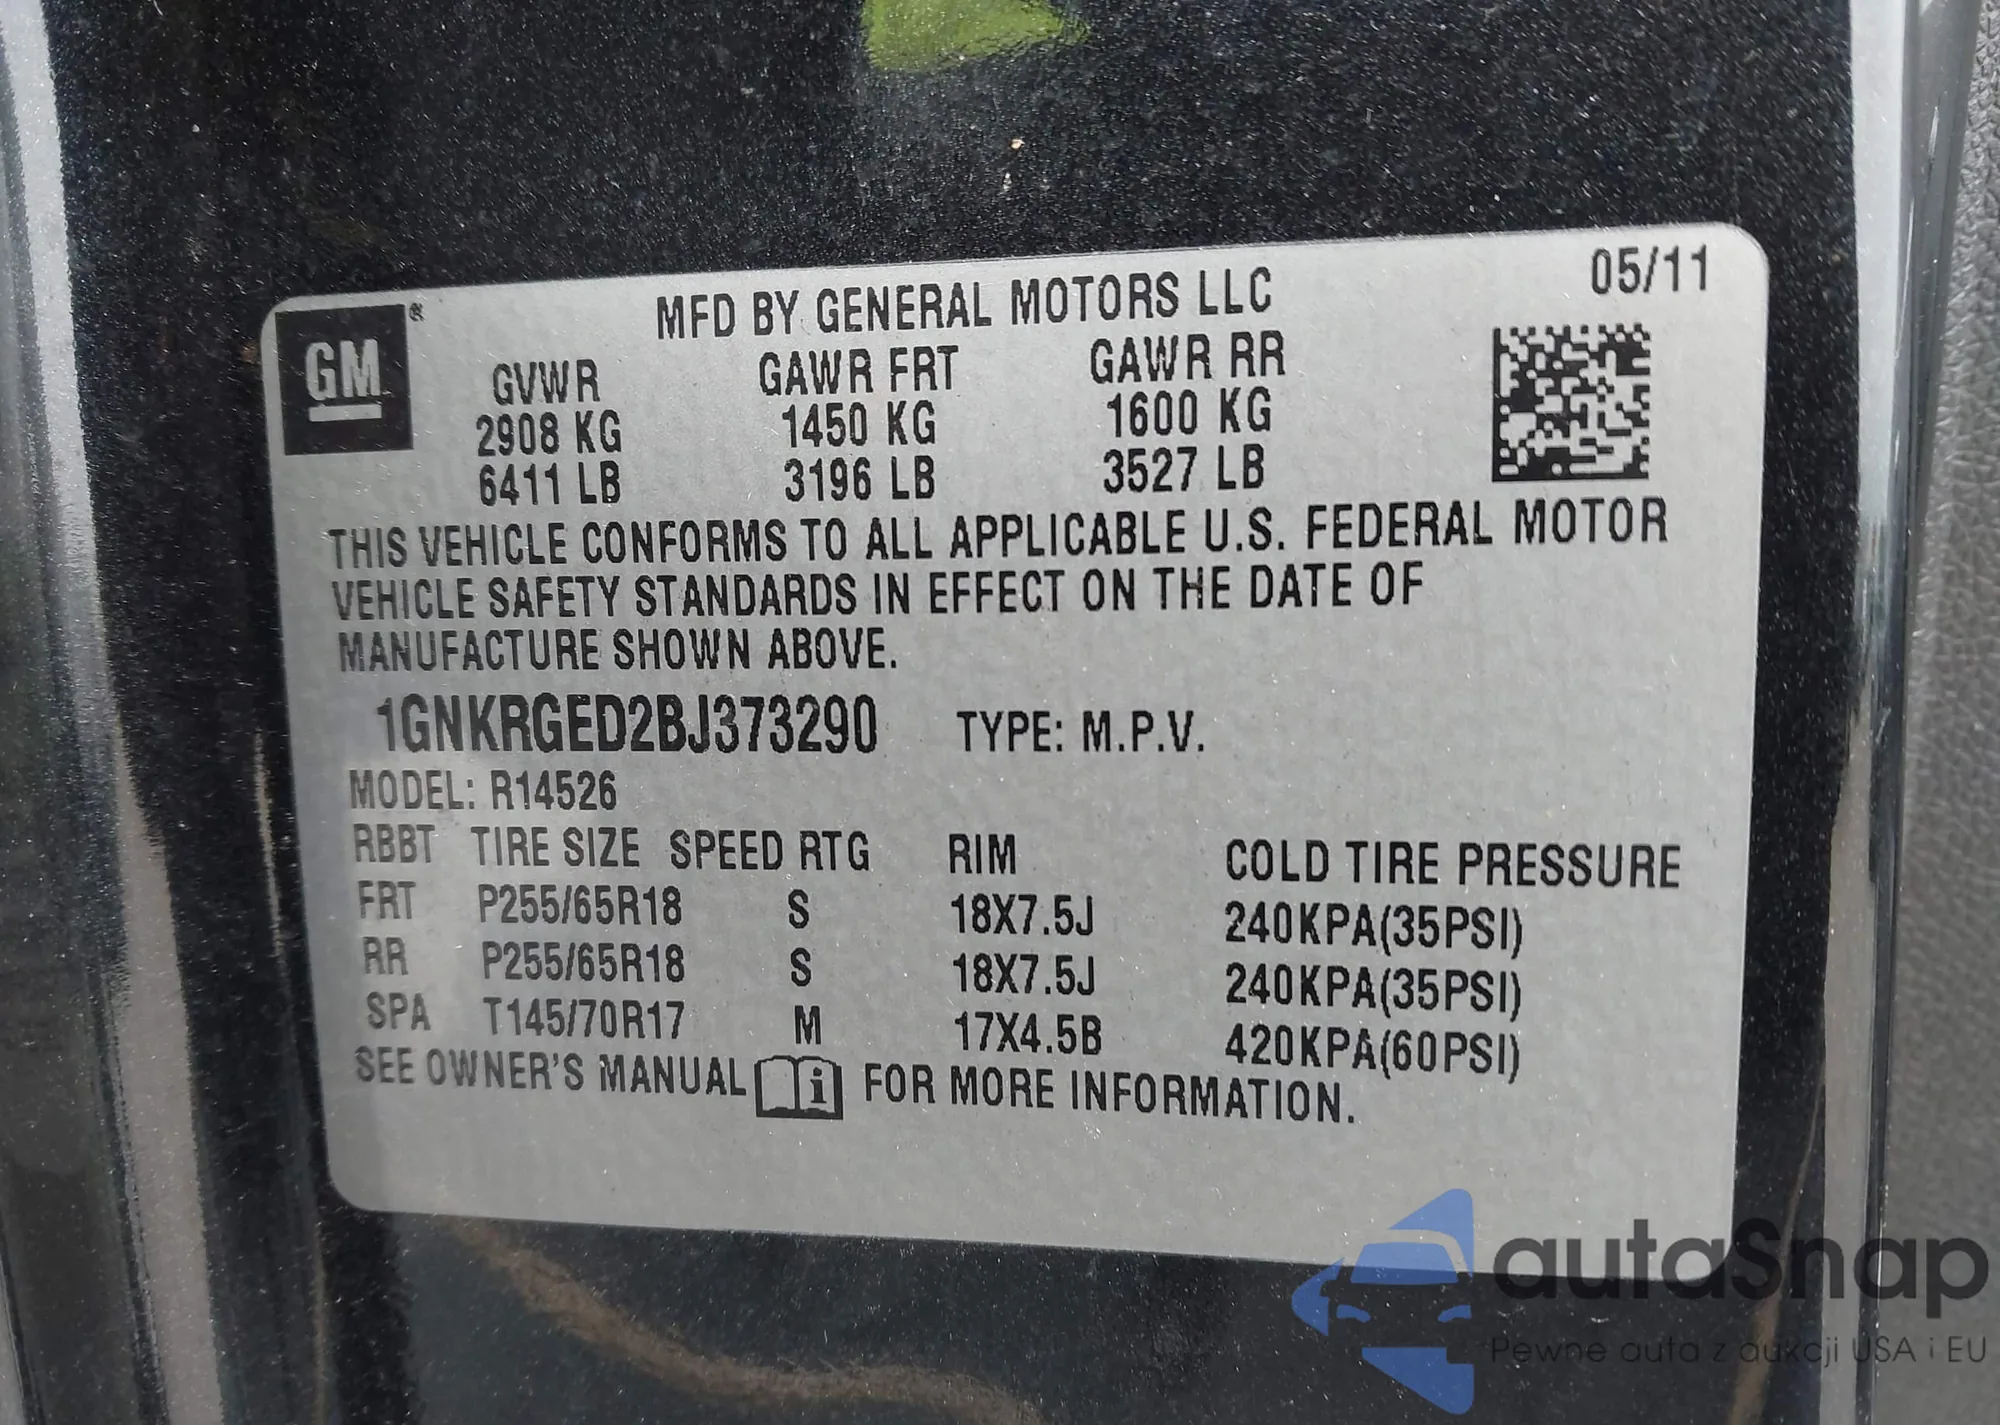 05/11
MFD BY GENERAL MOTORS LLC
GM ®
GVWR GAWR FRT GAWR RR
2908 KG 1450 KG 1600 KG
6411 LB 3196 LB 3527 LB
THIS VEHICLE CONFORMS TO ALL APPLICABLE U.S. FEDERAL MOTOR
VEHICLE SAFETY STANDARDS IN EFFECT ON THE DATE OF
MANUFACTURE SHOWN ABOVE.
1GNKRGED2BJ373290 TYPE: M.P.V.
MODEL: R14526
RBBT TIRE SIZE SPEED RTG RIM COLD TIRE PRESSURE
FRT P255/65R18 S 18X7.5J 240KPA(35PSI)
RR P255/65R18 S 18X7.5J 240KPA(35PSI)
SPA T145/70R17 M 17X4.5B 420KPA(60PSI)
SEE OWNER'S MANUAL i FOR MORE INFORMATION.
autaSnap
Pewne auta z aukcji USA i EU